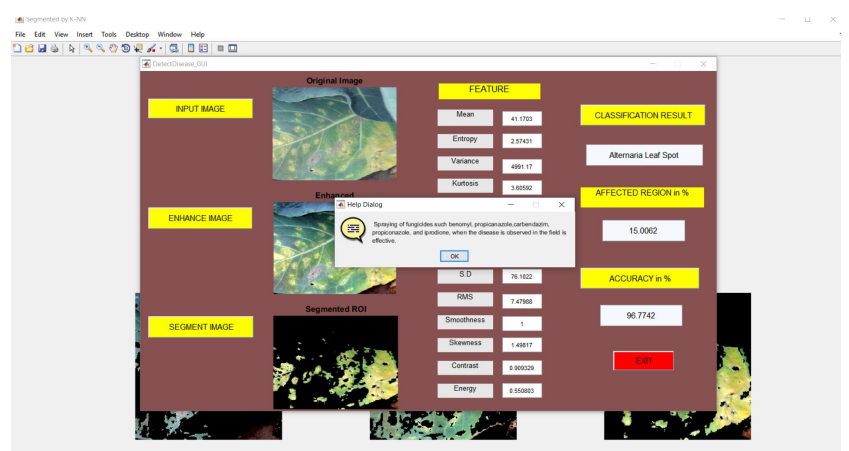 Segmented by K-NN
File Edit View Insert Tools Desktop Window Help
DetectDisease_GUI
Original Image
FEATURE
INPUT IMAGE
Mean
41.1703
CLASSIFICATION RESULT
Entropy
2.57431
Alternaria Leaf Spot
Variance
4991.17
Kurtosis
3.60592
AFFECTED REGION in %
Enhanced
Help Dialog
ENHANCE IMAGE
Spraying of fungicides such benomyl, propicanazole,carbendazim,
propiconazole, and iprodione, when the disease is observed in the field is
effective.
OK
15.0062
S.D
76.1022
ACCURACY in %
RMS
7.47988
Segmented ROI
96.7742
SEGMENT IMAGE
Smoothness
1
Skewness
1.49817
EXIT
Contrast
0.909329
Energy
0.550803